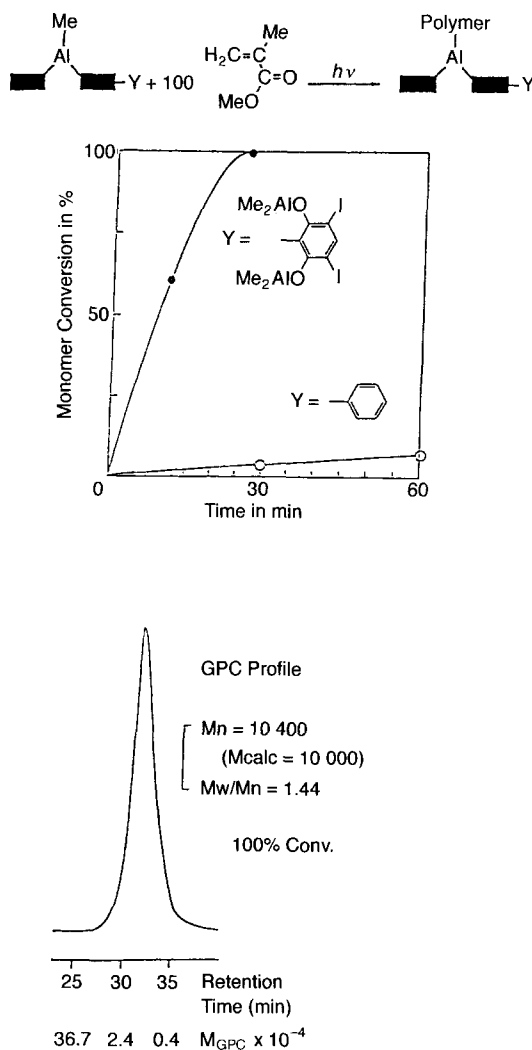 Me
Al
Y + 100
H₂C
Me
C
C=O
MeO
hν
Polymer
Al
Y
100
50
0
30
60
Monomer Conversion in %
Time in min
Me₂AlO
I
Y =
Me₂AlO
I
Y =
GPC Profile
Mn = 10 400
(Mcalc = 10 000)
Mw/Mn = 1.44
100% Conv.
25 30 35 Retention
Time (min)
36.7 2.4 0.4 M_GPC x 10⁻⁴